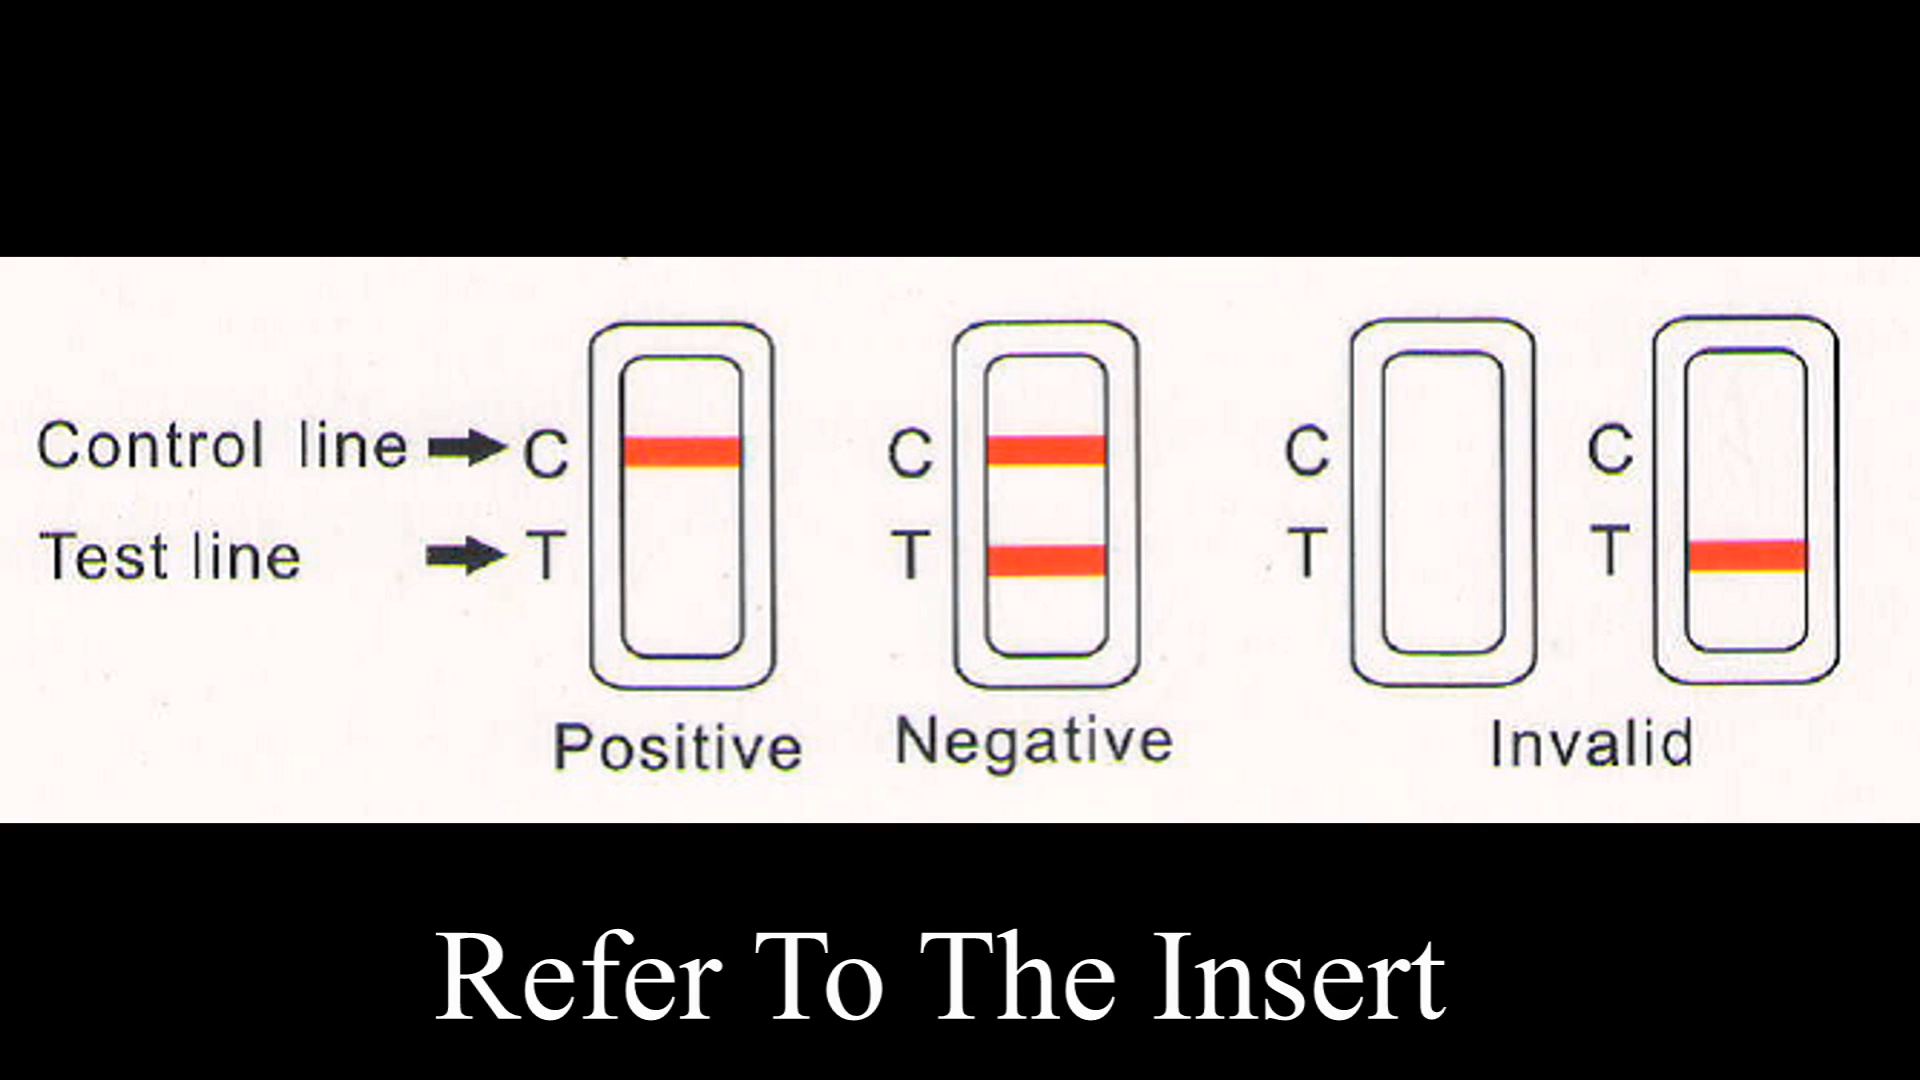 Control line C
Test line T
C
T
C
T
C
T
Positive
Negative
Invalid
Refer To The Insert